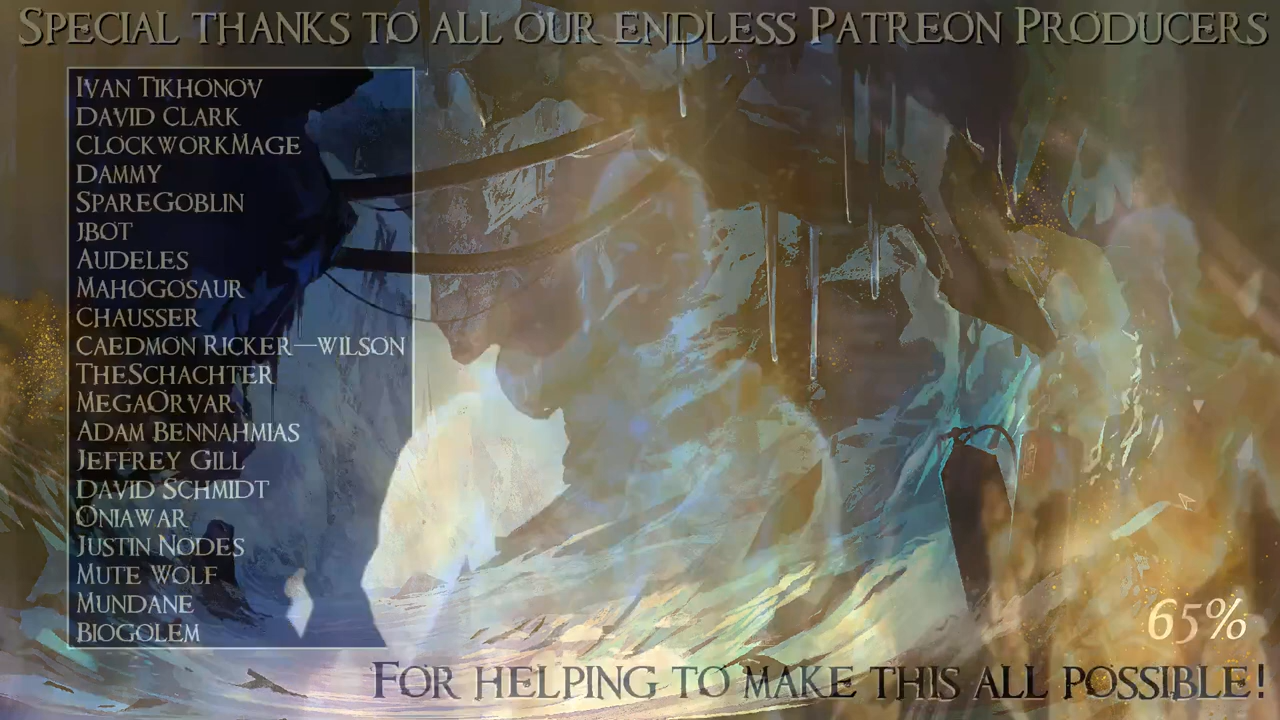 Special thanks to all our endless Patreon Producers
Ivan Tikhonov
David Clark
ClockworkMage
Dammy
SpareGoblin
JBot
Audeles
Mahogosaur
Chausser
Caedmon Ricker—wilson
TheSchachter
MegaOrvar
Adam Bennahmias
Jeffrey Gill
David Schmidt
Oniawar
Justin Nodes
Mute Wolf
Mundane
Biogolem
65%
For helping to make this all possible!